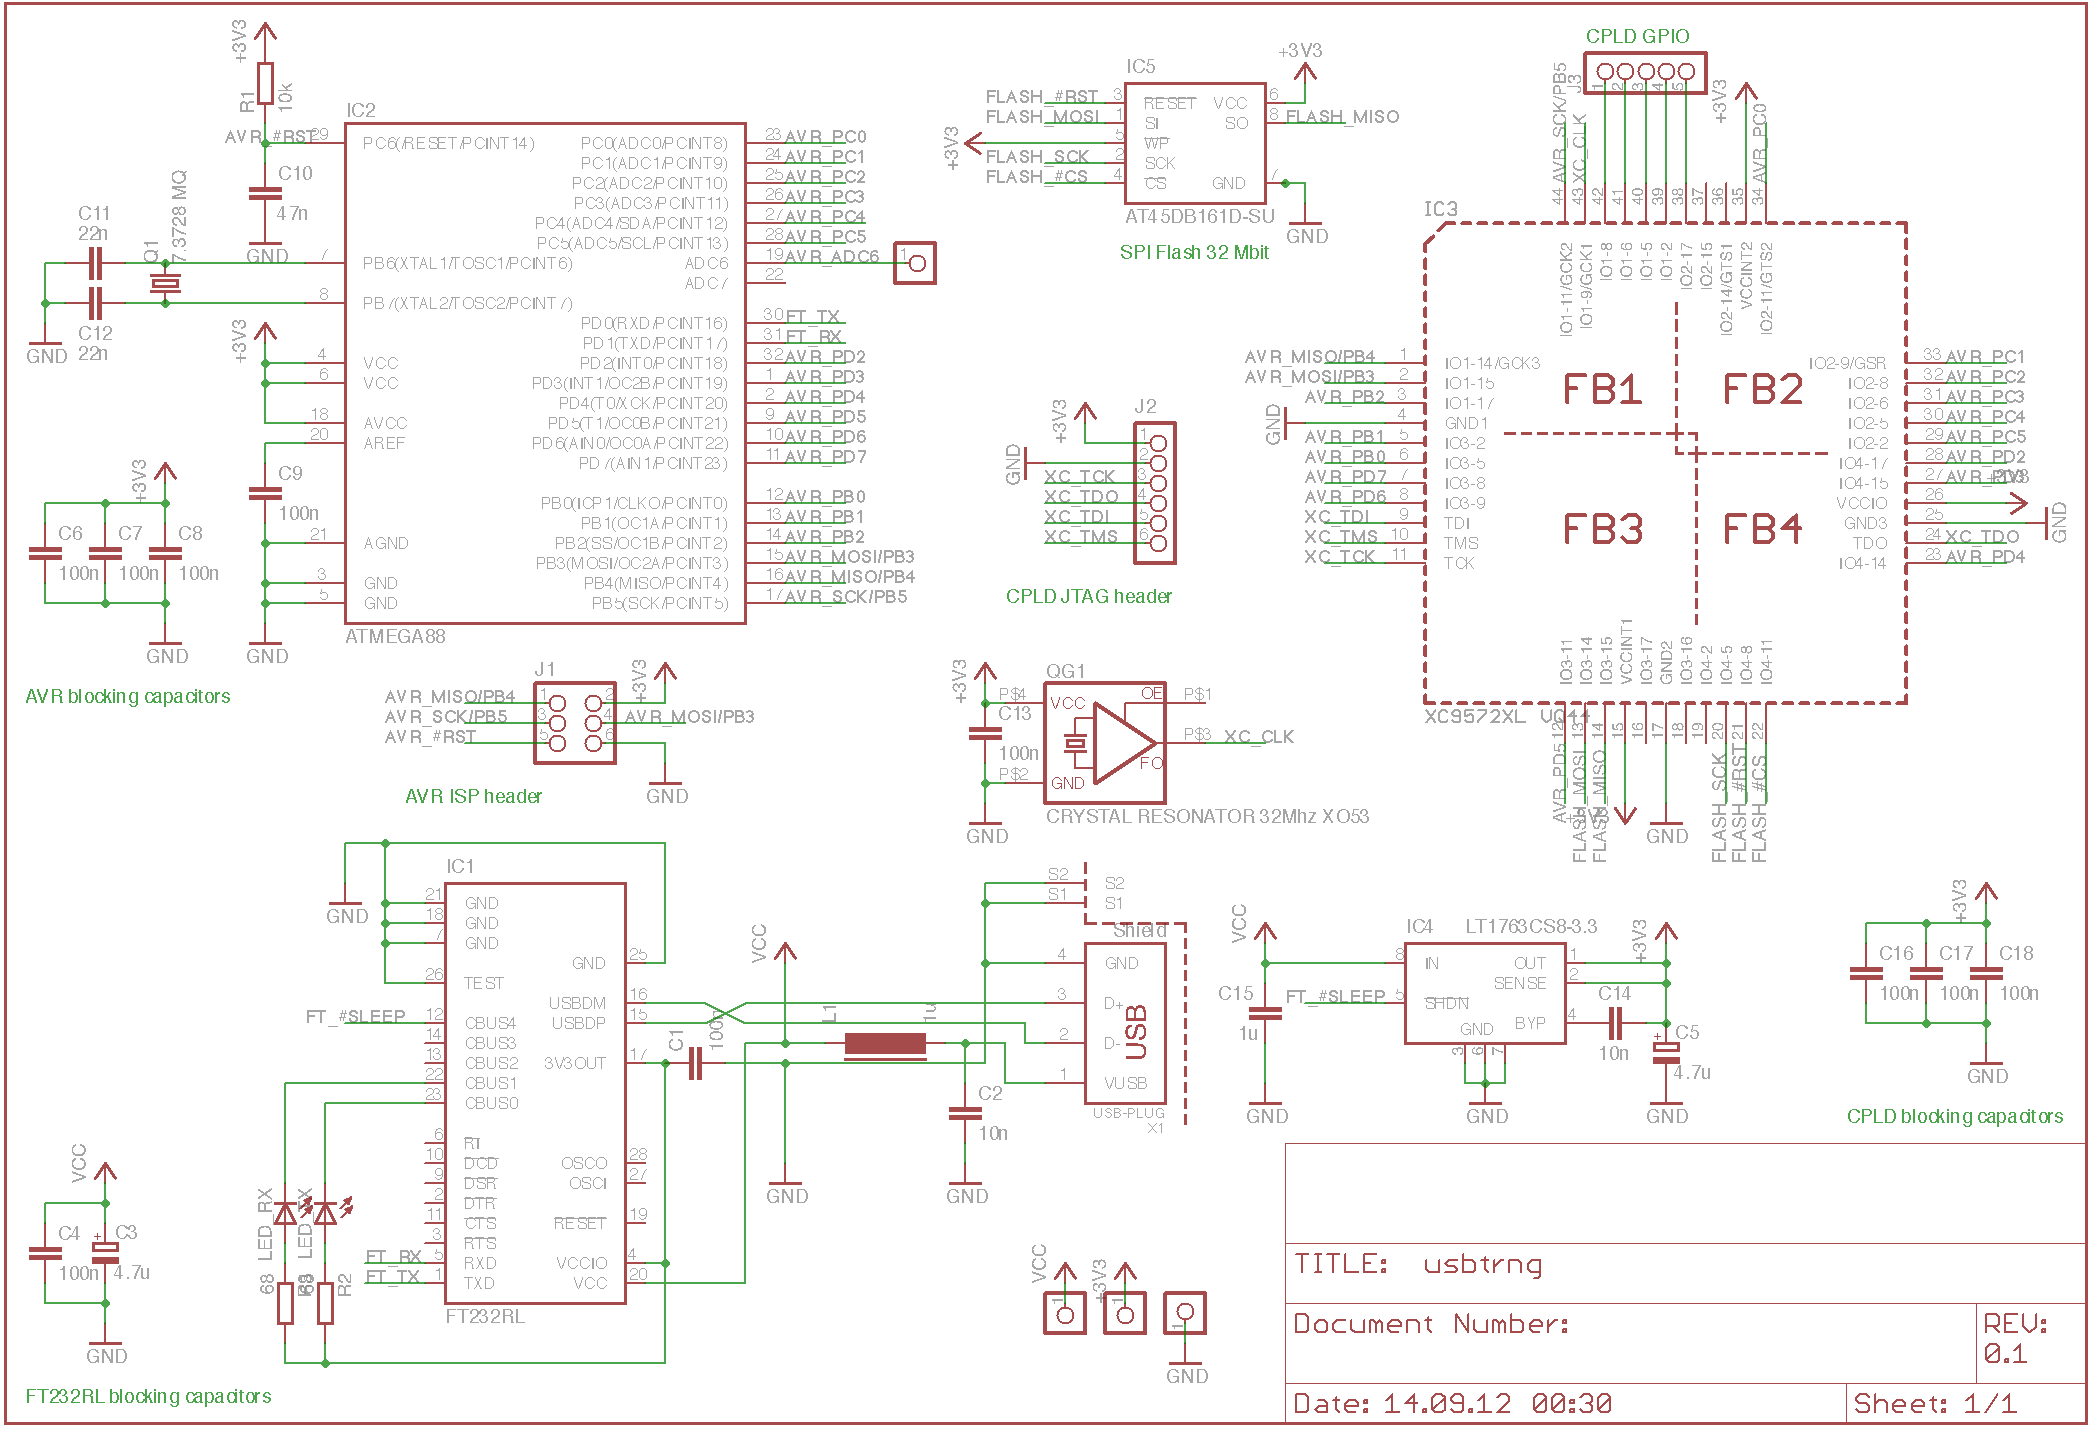 +3V3
R1
10k
AVR_#RST
C10
47n
GND
C11
22n
Q1
7.3728 MQ
C12
22n
GND
+3V3
IC2
29 PC6(/RESET/PCINT14)
7 PB6(XTAL1/TOSC1/PCINT6)
8 PB7(XTAL2/TOSC2/PCINT7)
4 VCC
6 VCC
18 AVCC
20 AREF
21 AGND
3 GND
5 GND
PC0(ADC0/PCINT8) 23 AVR_PC0
PC1(ADC1/PCINT9) 24 AVR_PC1
PC2(ADC2/PCINT10) 25 AVR_PC2
PC3(ADC3/PCINT11) 26 AVR_PC3
PC4(ADC4/SDA/PCINT12) 27 AVR_PC4
PC5(ADC5/SCL/PCINT13) 28 AVR_PC5
ADC6 19 AVR_ADC6 1
ADC7 22
PD0(RXD/PCINT16) 30 FT_TX
PD1(TXD/PCINT17) 31 FT_RX
PD2(INT0/PCINT18) 32 AVR_PD2
PD3(INT1/OC2B/PCINT19) 1 AVR_PD3
PD4(T0/XCK/PCINT20) 2 AVR_PD4
PD5(T1/OC0B/PCINT21) 9 AVR_PD5
PD6(AIN0/OC0A/PCINT22) 10 AVR_PD6
PD7(AIN1/PCINT23) 11 AVR_PD7
PB0(ICP1/CLKO/PCINT0) 12 AVR_PB0
PB1(OC1A/PCINT1) 13 AVR_PB1
PB2(SS/OC1B/PCINT2) 14 AVR_PB2
PB3(MOSI/OC2A/PCINT3) 15 AVR_MOSI/PB3
PB4(MISO/PCINT4) 16 AVR_MISO/PB4
PB5(SCK/PCINT5) 17 AVR_SCK/PB5
ATMEGA88
C9
100n
GND
+3V3
C6
100n
C7
100n
C8
100n
GND
AVR blocking capacitors
IC5
+3V3
FLASH_#RST 3 RESET VCC 6
FLASH_MOSI 1 SI SO 8 FLASH_MISO
+3V3 5 WP
FLASH_SCK 2 SCK
FLASH_#CS 4 CS GND 7
AT45DB161D-SU
GND
SPI Flash 32 Mbit
+3V3
J2
GND
1
2
XC_TCK 3
XC_TDO 4
XC_TDI 5
XC_TMS 6
CPLD JTAG header
CPLD GPIO
J3
1
2
3
4
5
+3V3
IC3
44 AVR_SCK/PB5 IO1-11/GCK2
43 XC_CLK IO1-9/GCK1
42 IO1-8
41 IO1-6
40 IO1-5
39 IO1-2
38 IO2-17
37 IO2-15
36 IO2-14/GTS1
35 VCCINT2
34 AVR_PC0 IO2-11/GTS2
AVR_MISO/PB4 1 IO1-14/GCK3
AVR_MOSI/PB3 2 IO1-15
AVR_PB2 3 IO1-17
GND 4 GND1
AVR_PB1 5 IO3-2
AVR_PB0 6 IO3-5
AVR_PD7 7 IO3-8
AVR_PD6 8 IO3-9
XC_TDI 9 TDI
XC_TMS 10 TMS
XC_TCK 11 TCK
FB1
FB2
FB3
FB4
IO2-9/GSR 33 AVR_PC1
IO2-8 32 AVR_PC2
IO2-6 31 AVR_PC3
IO2-5 30 AVR_PC4
IO2-2 29 AVR_PC5
IO4-17 28 AVR_PD2
IO4-15 27 AVR_PD3
VCCIO 26 +3V3
GND3 25 GND
TDO 24 XC_TDO
IO4-14 23 AVR_PD4
IO3-11 12 AVR_PD5
IO3-14 13 FLASH_MOSI
IO3-15 14 FLASH_MISO
VCCINT1 15 +3V3
IO3-17 16
GND2 17 GND
IO3-16 18
IO4-2 19
IO4-5 20 FLASH_SCK
IO4-8 21 FLASH_#RST
IO4-11 22 FLASH_#CS
XC9572XL VQ44
J1
+3V3
AVR_MISO/PB4 1 2
AVR_SCK/PB5 3 4 AVR_MOSI/PB3
AVR_#RST 5 6
GND
AVR ISP header
+3V3
QG1
P$4 VCC OE P$1
C13
100n
P$3 XC_CLK
FO
P$2 GND
GND
CRYSTAL RESONATOR 32Mhz XO53
IC1
GND
21 GND
18 GND
7 GND
26 TEST
FT_#SLEEP 12 CBUS4
14 CBUS3
13 CBUS2
22 CBUS1
23 CBUS0
6 RI
10 DCD
9 DSR
2 DTR
11 CTS
3 RTS
FT_RX 5 RXD
FT_TX 1 TXD
GND 25
USBDM 16
USBDP 15
3V3OUT 17
OSCO 28
OSCI 27
RESET 19
VCCIO 4
VCC 20
FT232RL
LED_RX
LED_TX
68
68
R2
VCC
C4
100n
C3
+
4.7u
GND
FT232RL blocking capacitors
C1
100n
VCC
L1
1u
GND
C2
10n
GND
S2 S2
S1 S1
Shield
4 GND
3 D+
2 D-
1 VUSB
USB
USB-PLUG
X1
VCC
C15
1u
GND
IC4 LT1763CS8-3.3
8 IN OUT 1
SENSE 2
FT_#SLEEP 5 SHDN
GND BYP 4
3 6 7
GND
+3V3
C14
10n
C5
+
4.7u
GND
+3V3
C16
100n
C17
100n
C18
100n
GND
CPLD blocking capacitors
VCC
1
+3V3
1
1
GND
TITLE: usbtrng
Document Number:
REV:
0.1
Date: 14.09.12 00:30
Sheet: 1/1